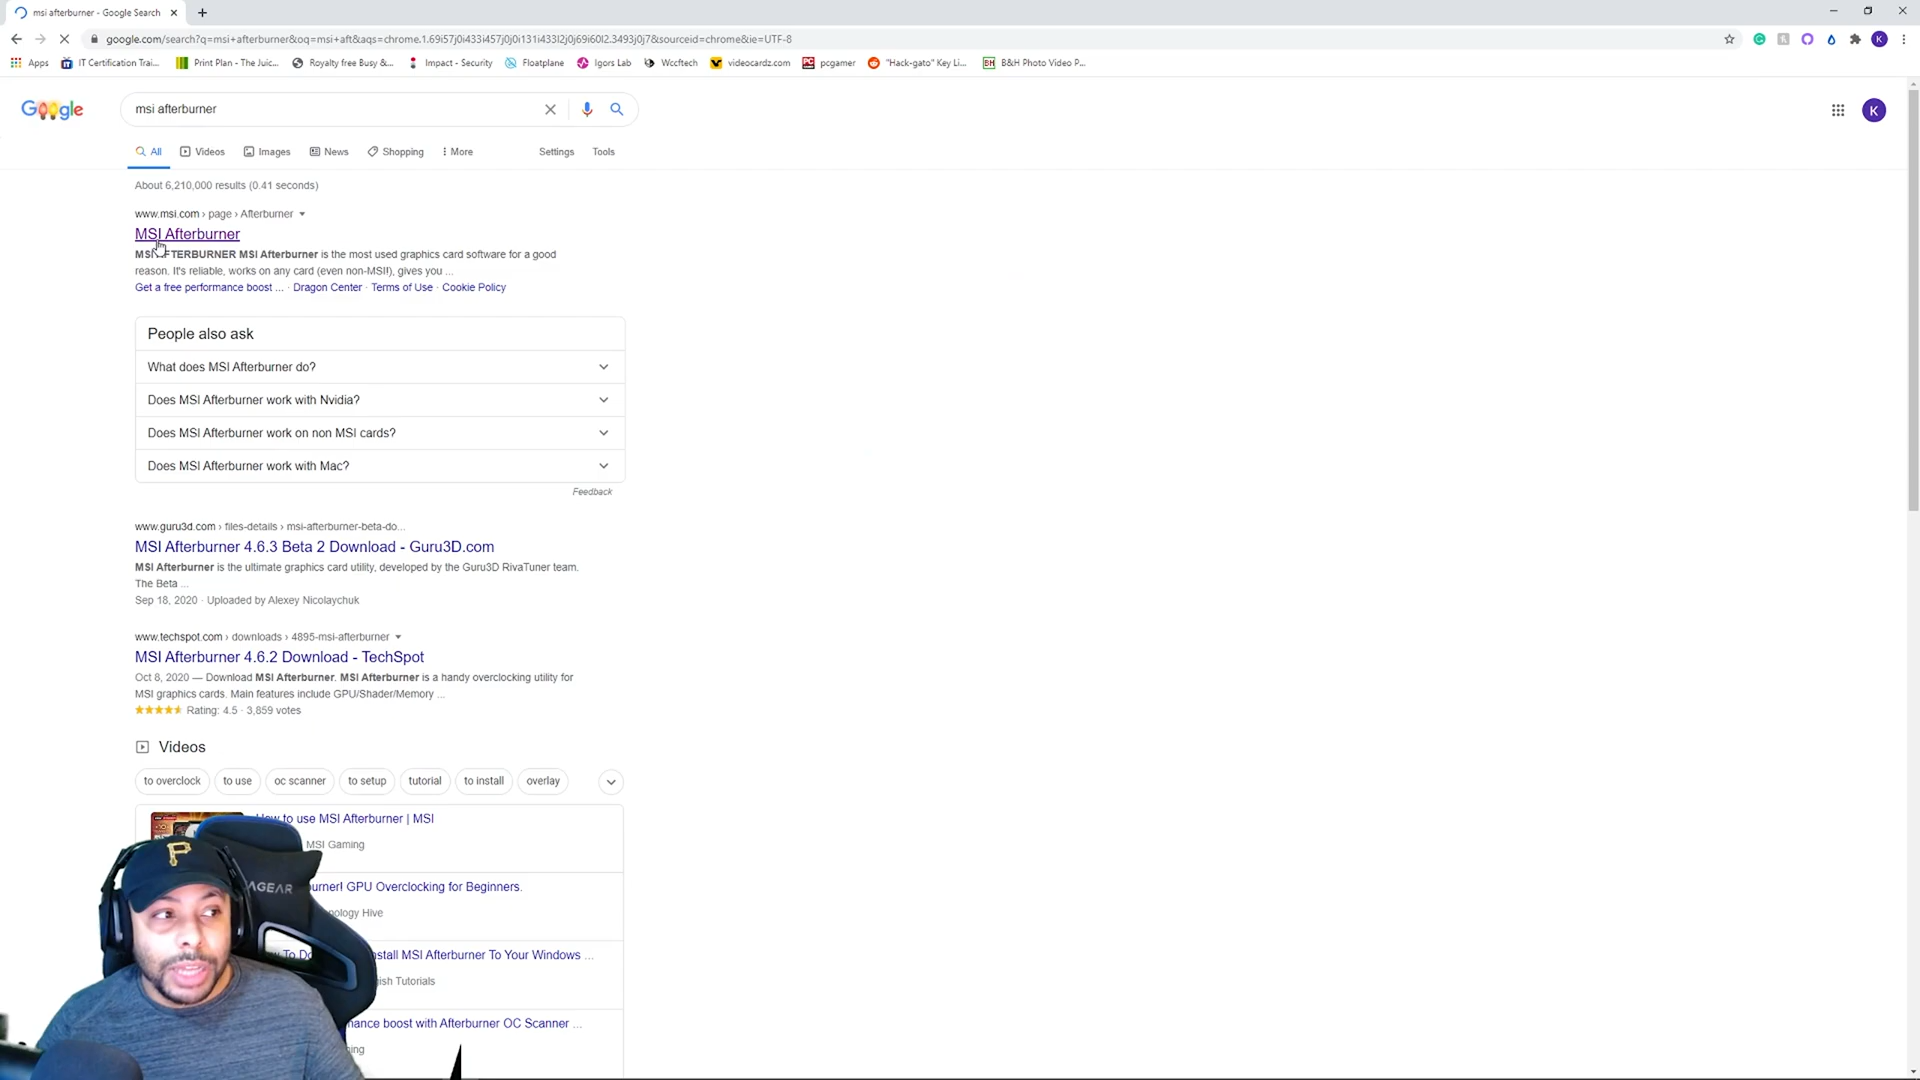 msi afterburner - Google Search
google.com/search?q=msi+afterburner&oq=msi+aft&aqs=chrome.1.69i57j0i433i457j0j0i131i433l2j0j69i60l2.3493j0j7&sourceid=chrome&ie=UTF-8
K
Apps
IT Certification Trai...
Print Plan - The Juic...
Royalty free Busy &...
Impact - Security
Floatplane
Igors Lab
Wccftech
videocardz.com
pcgamer
"Hack-gato" Key Li...
B&H Photo Video P...
Google
msi afterburner
K
All
Videos
Images
News
Shopping
More
Settings
Tools
About 6,210,000 results (0.41 seconds)
www.msi.com › page › Afterburner
MSI Afterburner
MSI AFTERBURNER MSI Afterburner is the most used graphics card software for a good
reason. It's reliable, works on any card (even non-MSI!), gives you ...
Get a free performance boost ... · Dragon Center · Terms of Use · Cookie Policy
People also ask
What does MSI Afterburner do?
Does MSI Afterburner work with Nvidia?
Does MSI Afterburner work on non MSI cards?
Does MSI Afterburner work with Mac?
Feedback
www.guru3d.com › files-details › msi-afterburner-beta-do...
MSI Afterburner 4.6.3 Beta 2 Download - Guru3D.com
MSI Afterburner is the ultimate graphics card utility, developed by the Guru3D RivaTuner team.
The Beta ...
Sep 18, 2020 · Uploaded by Alexey Nicolaychuk
www.techspot.com › downloads › 4895-msi-afterburner
MSI Afterburner 4.6.2 Download - TechSpot
Oct 8, 2020 — Download MSI Afterburner. MSI Afterburner is a handy overclocking utility for
MSI graphics cards. Main features include GPU/Shader/Memory ...
Rating: 4.5 · 3,859 votes
Videos
to overclock
to use
oc scanner
to setup
tutorial
to install
overlay
How to use MSI Afterburner | MSI
MSI Gaming
GPU Overclocking for Beginners.
Hive
MSI Afterburner To Your Windows ...
Tutorials
boost with Afterburner OC Scanner ...
P